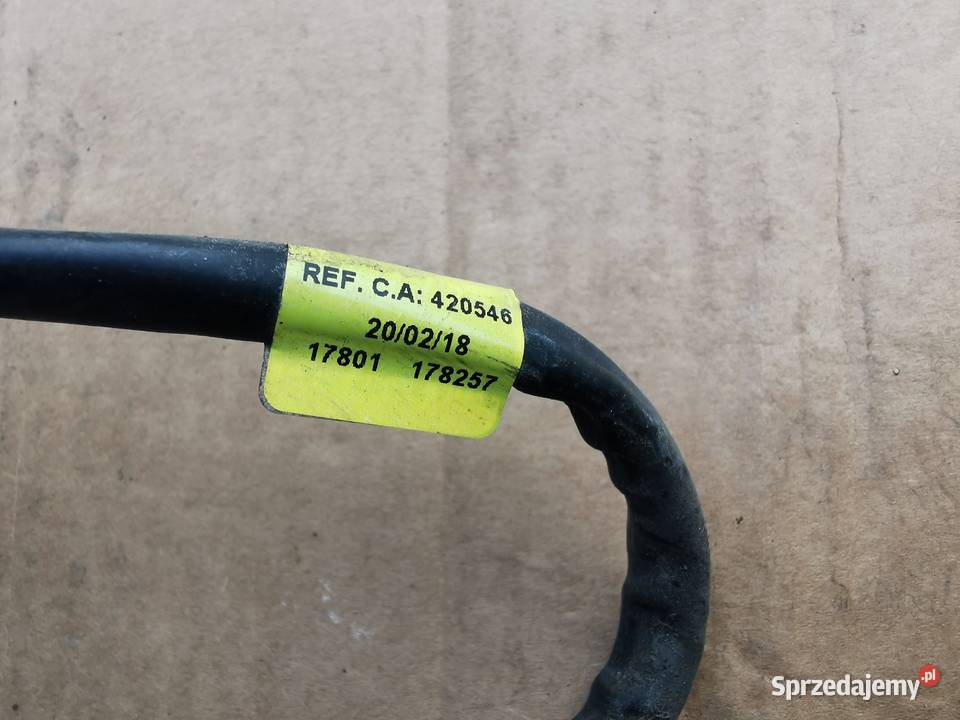 REF. C.A: 420546
20/02/18
17801 178257
Sprzedajemy.pl